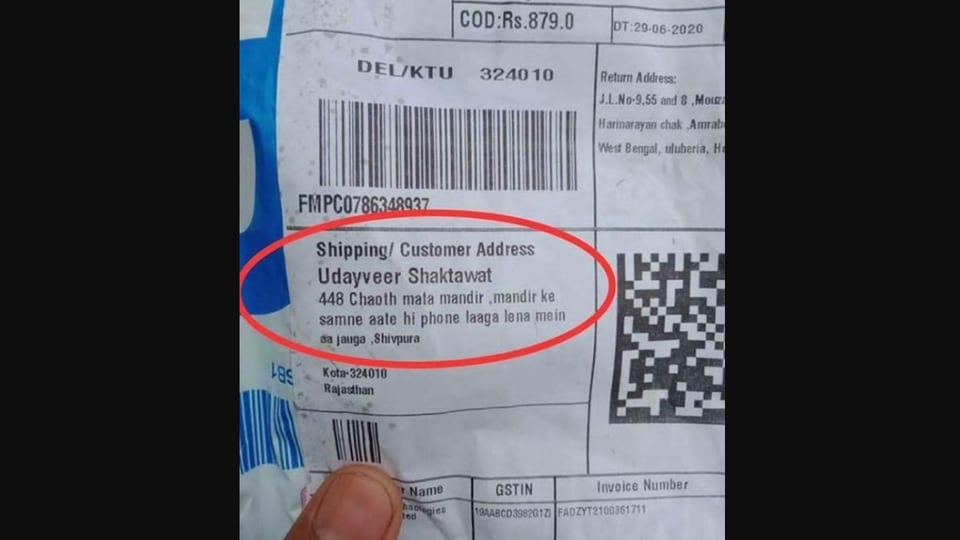 COD:Rs.879.0
DT:29-06-2020
DEL/KTU 324010
FMPC0786348937
Return Address:
J.L.No-9,55 and 8 ,Mouza
Harinarayan chak ,Amrab
West Bengal, uluberia, H
Shipping/ Customer Address
Udayveer Shaktawat
448 Chaoth mata mandir ,mandir ke
samne aate hi phone laaga lena mein
aa jauga ,Shivpura
Kota-324010
Rajasthan
Name
GSTIN
Invoice Number
19AABCD3982G1ZI
FADZYT2100361711